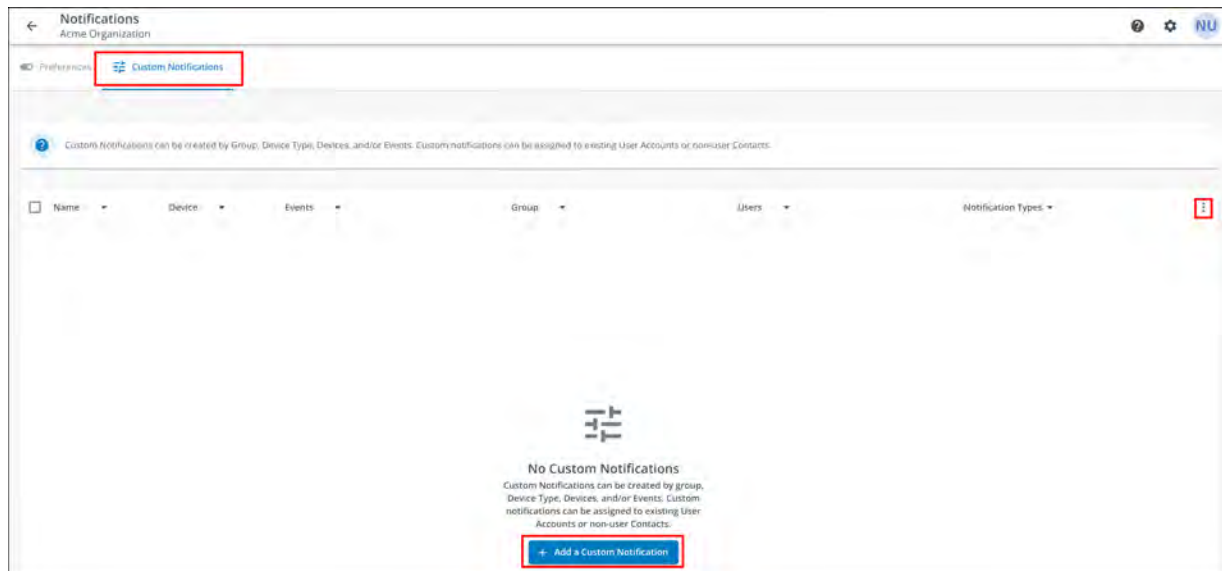 Notifications
Acme Organization
NU
Preferences Custom Notifications
Custom Notifications can be created by Group, Device Type, Devices, and/or Events. Custom notifications can be assigned to existing User Accounts or non-user Contacts.
Name Device Events Group Users Notification Types
No Custom Notifications
Custom Notifications can be created by group,
Device Type, Devices, and/or Events. Custom
notifications can be assigned to existing User
Accounts or non-user Contacts.
+ Add a Custom Notification